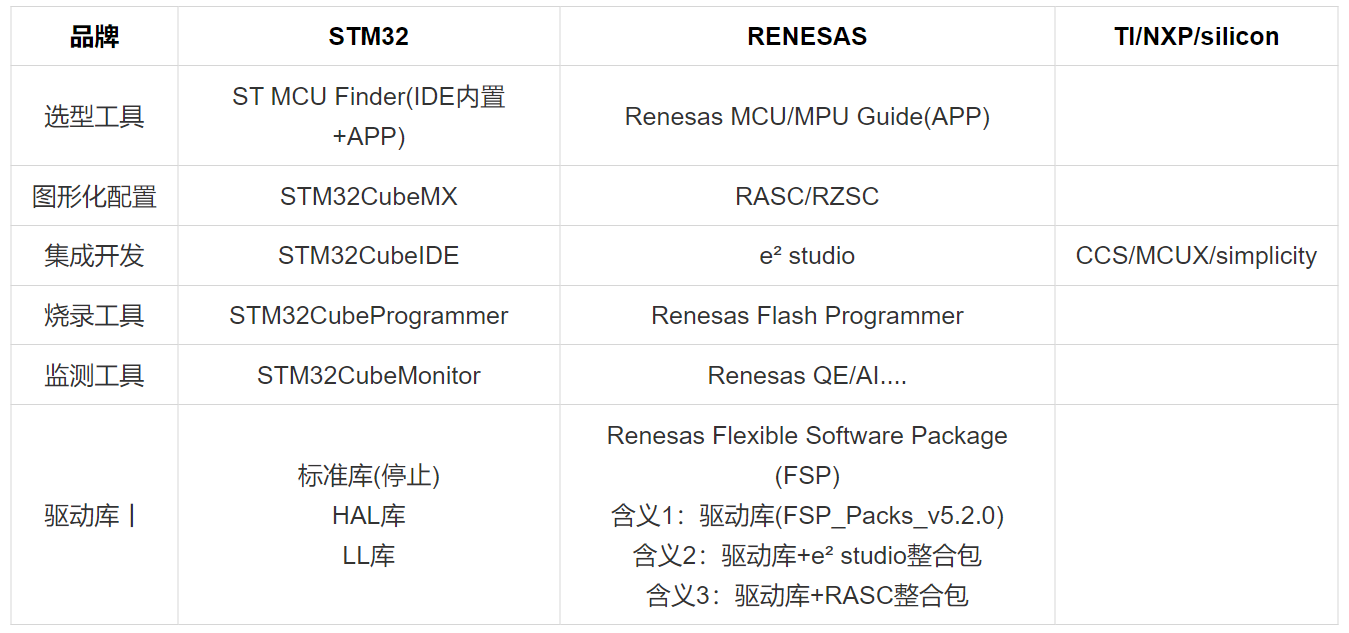 品牌 STM32 RENESAS TI/NXP/silicon
选型工具 ST MCU Finder(IDE内置
+APP) Renesas MCU/MPU Guide(APP)
图形化配置 STM32CubeMX RASC/RZSC
集成开发 STM32CubeIDE e² studio CCS/MCUX/simplicity
烧录工具 STM32CubeProgrammer Renesas Flash Programmer
监测工具 STM32CubeMonitor Renesas QE/AI....
驱动库丨 标准库(停止)
HAL库
LL库
Renesas Flexible Software Package
(FSP)
含义1：驱动库(FSP_Packs_v5.2.0)
含义2：驱动库+e² studio整合包
含义3：驱动库+RASC整合包